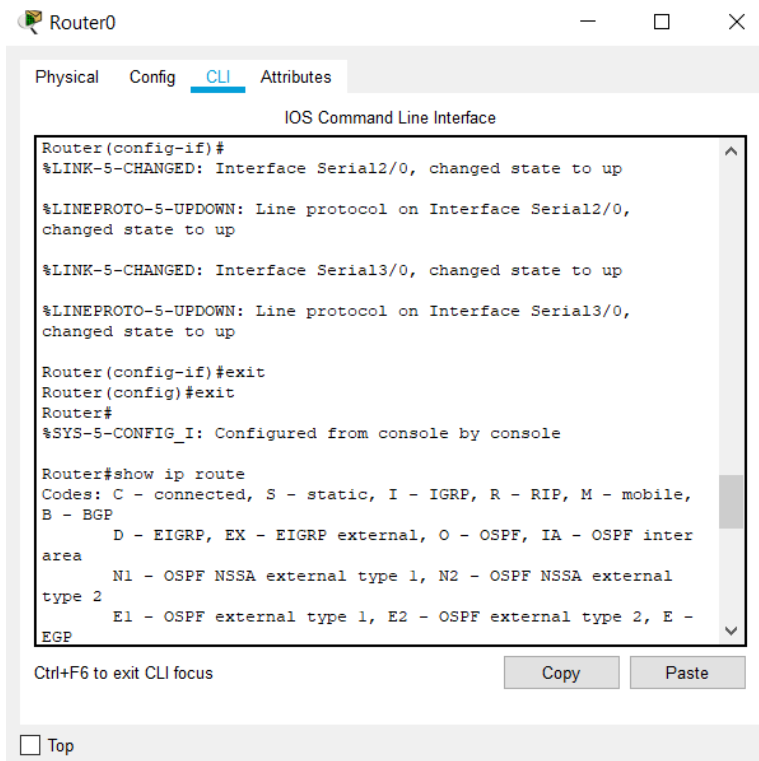 Router0
Physical Config CLI Attributes
IOS Command Line Interface
Router(config-if)#
%LINK-5-CHANGED: Interface Serial2/0, changed state to up
%LINEPROTO-5-UPDOWN: Line protocol on Interface Serial2/0,
changed state to up
%LINK-5-CHANGED: Interface Serial3/0, changed state to up
%LINEPROTO-5-UPDOWN: Line protocol on Interface Serial3/0,
changed state to up
Router(config-if)#exit
Router(config)#exit
Router#
%SYS-5-CONFIG_I: Configured from console by console
Router#show ip route
Codes: C - connected, S - static, I - IGRP, R - RIP, M - mobile,
B - BGP
D - EIGRP, EX - EIGRP external, O - OSPF, IA - OSPF inter
area
N1 - OSPF NSSA external type 1, N2 - OSPF NSSA external
type 2
E1 - OSPF external type 1, E2 - OSPF external type 2, E -
EGP
Ctrl+F6 to exit CLI focus
Copy Paste
Top